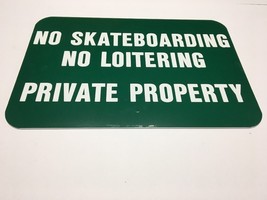 NO SKATEBOARDING
NO LOITERING
PRIVATE PROPERTY